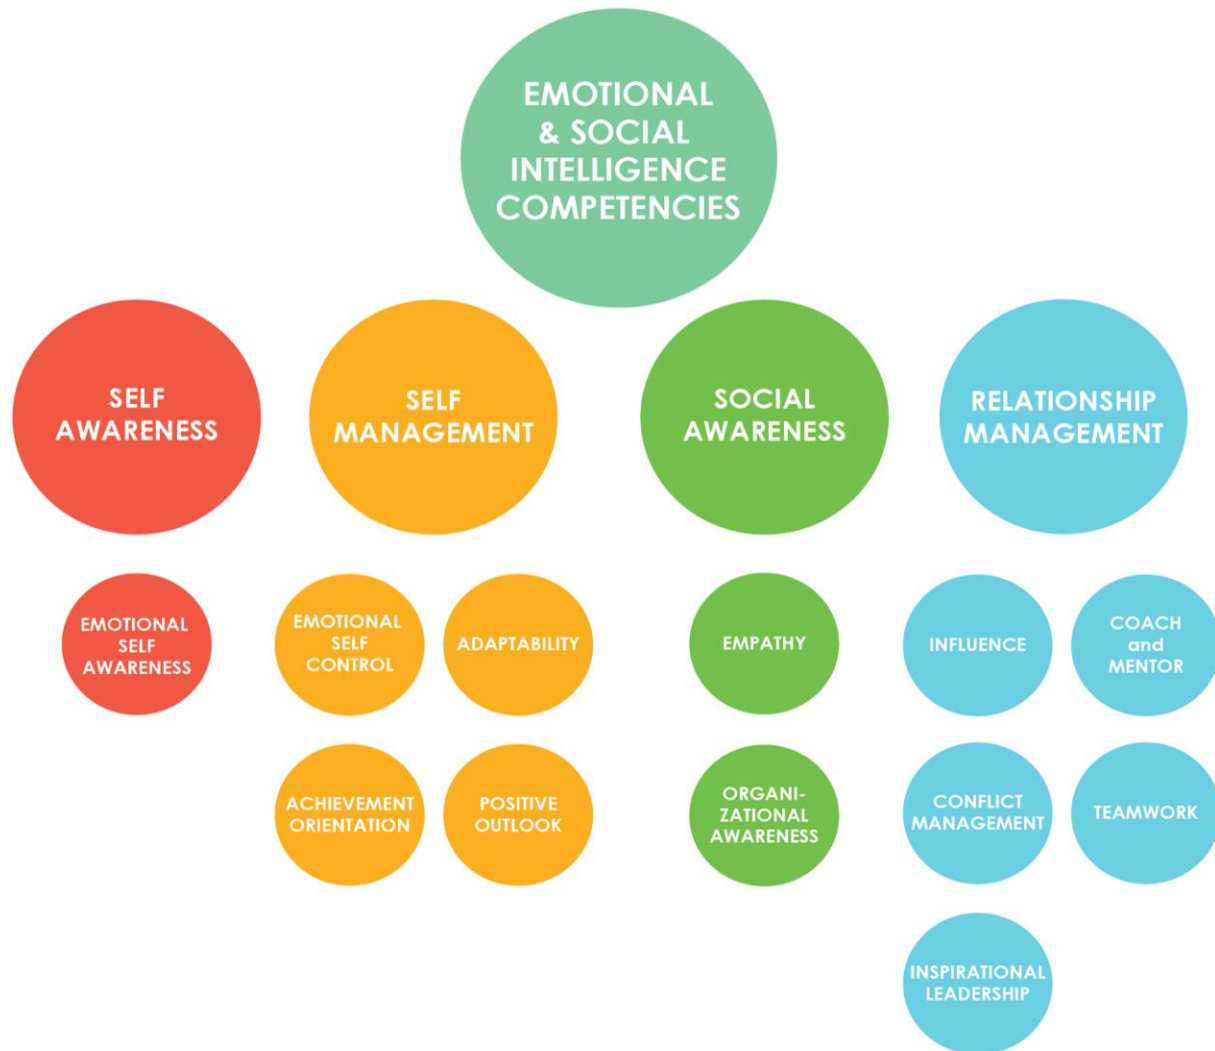 EMOTIONAL
& SOCIAL
INTELLIGENCE
COMPETENCIES
SELF
AWARENESS
SELF
MANAGEMENT
SOCIAL
AWARENESS
RELATIONSHIP
MANAGEMENT
EMOTIONAL
SELF
AWARENESS
EMOTIONAL
SELF
CONTROL
ADAPTABILITY
EMPATHY
INFLUENCE
COACH
and
MENTOR
ACHIEVEMENT
ORIENTATION
POSITIVE
OUTLOOK
ORGANI-
ZATIONAL
AWARENESS
CONFLICT
MANAGEMENT
TEAMWORK
INSPIRATIONAL
LEADERSHIP